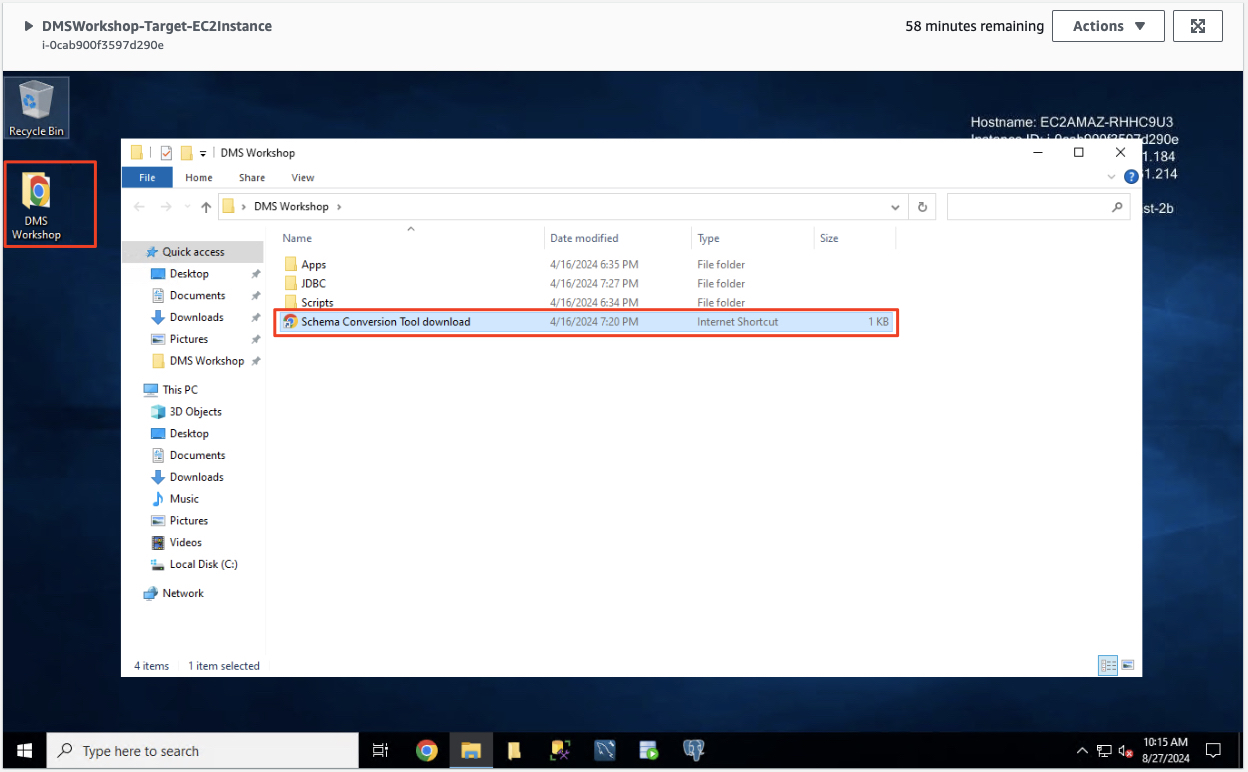 DMSWorkshop-Target-EC2Instance
i-0cab900f3597d290e
58 minutes remaining
Actions
Recycle Bin
DMS
Workshop
Hostname: EC2AMAZ-RHHC9U3
Instance ID: i-0cab900f3597d290e
1.184
1.214
st-2b
DMS Workshop
File Home Share View
DMS Workshop
Name Date modified Type Size
Apps 4/16/2024 6:35 PM File folder
JDBC 4/16/2024 7:27 PM File folder
Scripts 4/16/2024 6:34 PM File folder
Schema Conversion Tool download 4/16/2024 7:20 PM Internet Shortcut 1 KB
Quick access
Desktop
Documents
Downloads
Pictures
DMS Workshop
This PC
3D Objects
Desktop
Documents
Downloads
Music
Pictures
Videos
Local Disk (C:)
Network
4 items 1 item selected
Type here to search
10:15 AM
8/27/2024